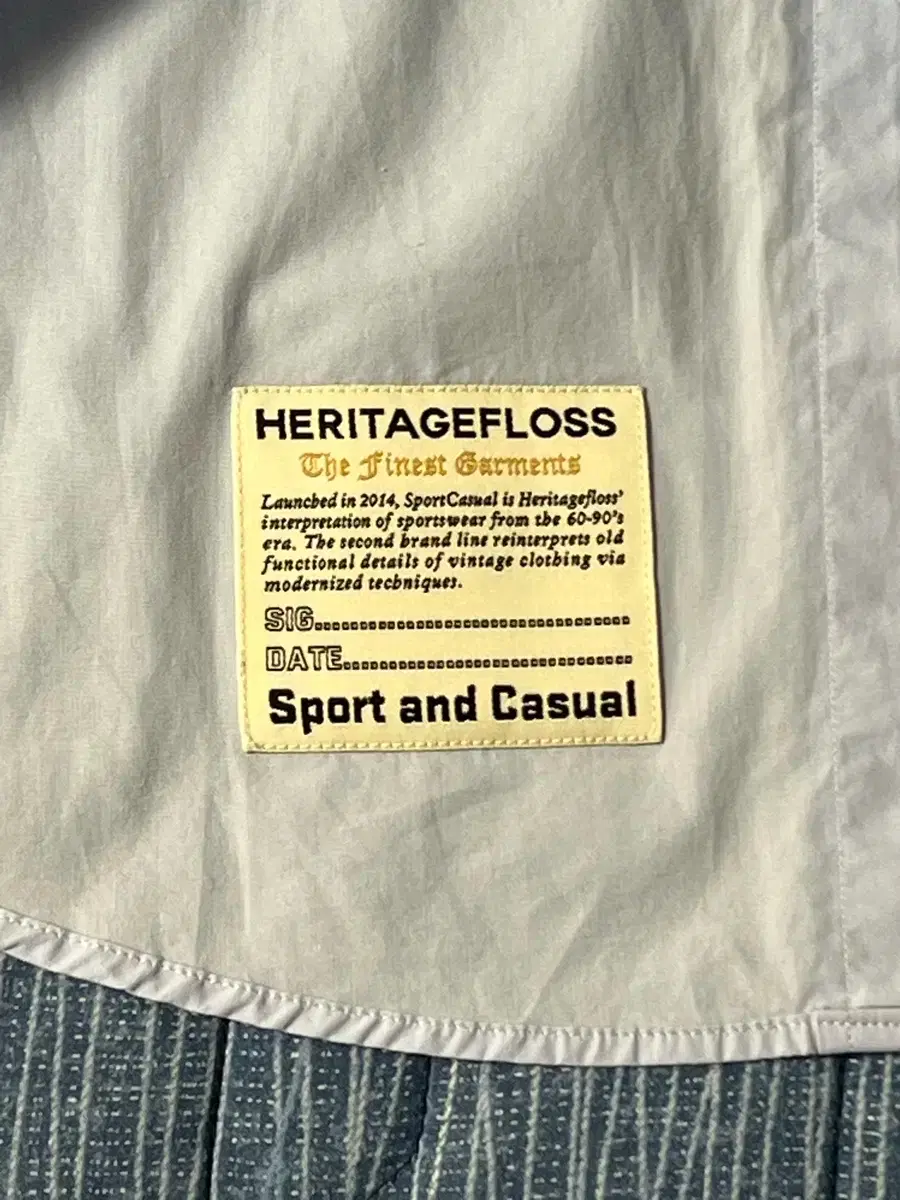 HERITAGEFLOSS
The Finest Garments
Launched in 2014, SportCasual is Heritagefloss'
interpretation of sportswear from the 60-90's
era. The second brand line reinterprets old
functional details of vintage clothing via
modernized techniques.
SIG...................................
DATE................................
Sport and Casual